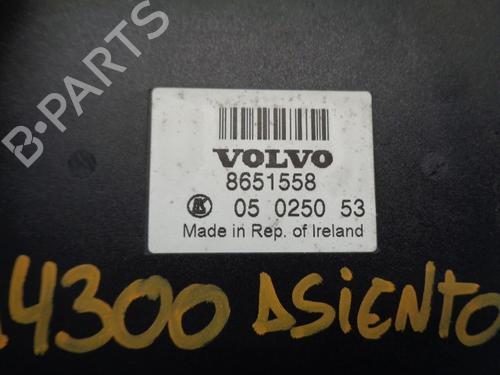 B-PARTS
VOLVO
8651558
05 0250 53
Made in Rep. of Ireland
4300 ASIENTO